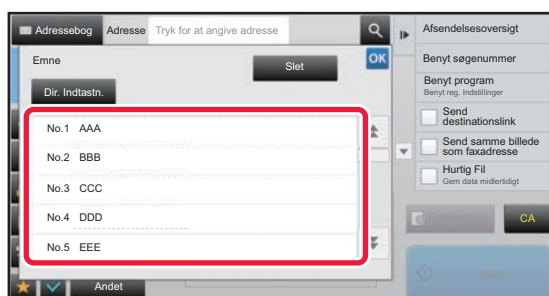 Adressebog Adresse Tryk for at angive adresse
Emne
Slet
OK
Dir. Indtastn.
No.1 AAA
No.2 BBB
No.3 CCC
No.4 DDD
No.5 EEE
Andet
Afsendelsesoversigt
Benyt søgenummer
Benyt program
Benyt reg. Indstillinger
Send
destinationslink
Send samme billede
som faxadresse
Hurtig Fil
Gem data midlertidigt
CA
Start